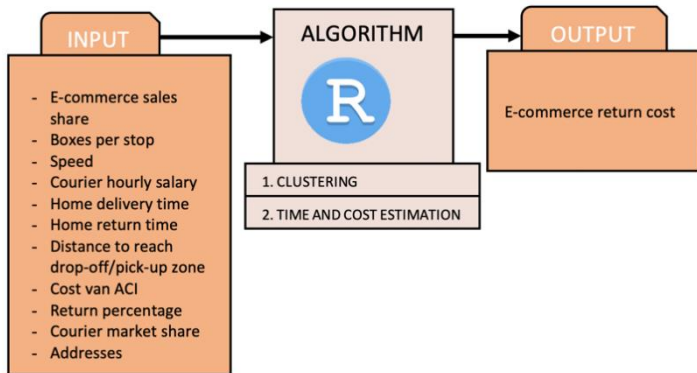 INPUT
- E-commerce sales
share
- Boxes per stop
- Speed
- Courier hourly salary
- Home delivery time
- Home return time
- Distance to reach
drop-off/pick-up zone
- Cost van ACI
- Return percentage
- Courier market share
- Addresses
ALGORITHM
R
1. CLUSTERING
2. TIME AND COST ESTIMATION
OUTPUT
E-commerce return cost